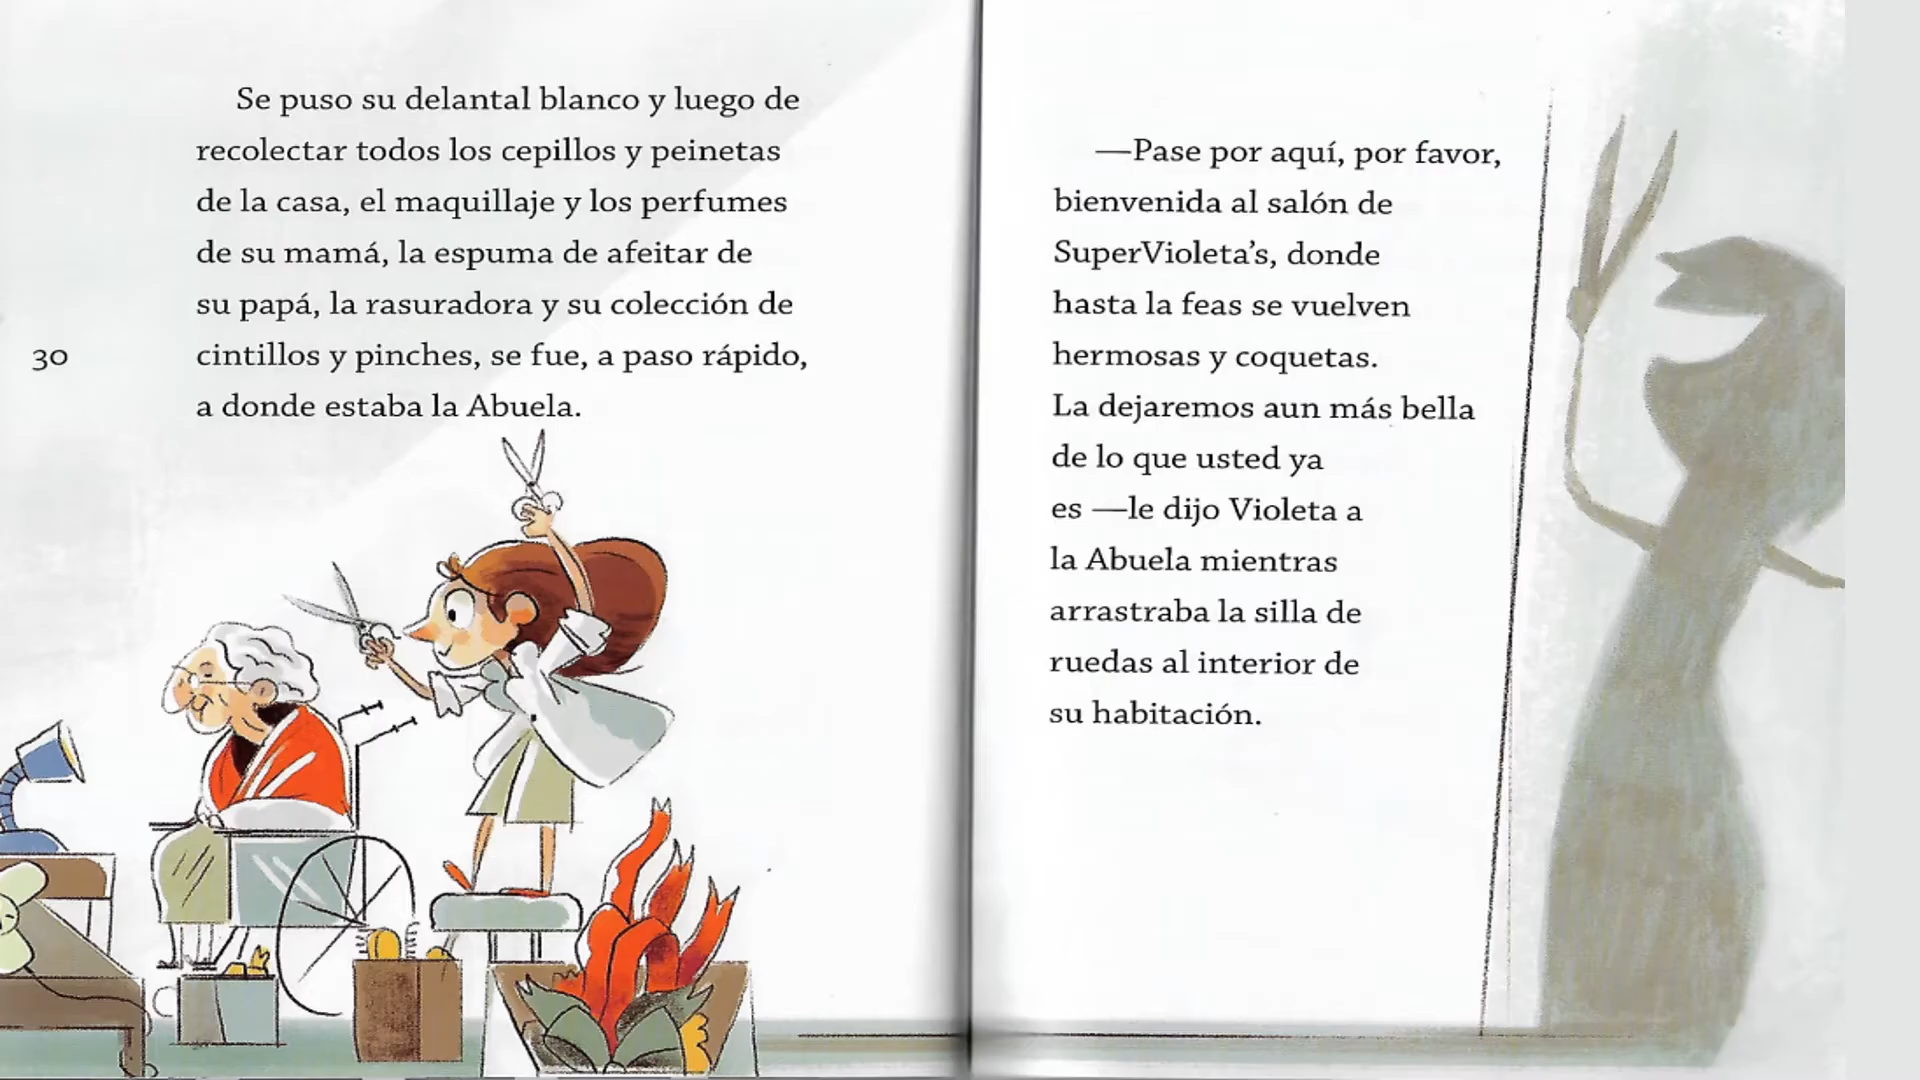 Se puso su delantal blanco y luego de
recolectar todos los cepillos y peinetas
de la casa, el maquillaje y los perfumes
de su mamá, la espuma de afeitar de
su papá, la rasuradora y su colección de
cintillos y pinches, se fue, a paso rápido,
a donde estaba la Abuela.
30
—Pase por aquí, por favor,
bienvenida al salón de
SuperVioleta’s, donde
hasta la feas se vuelven
hermosas y coquetas.
La dejaremos aun más bella
de lo que usted ya
es —le dijo Violeta a
la Abuela mientras
arrastraba la silla de
ruedas al interior de
su habitación.